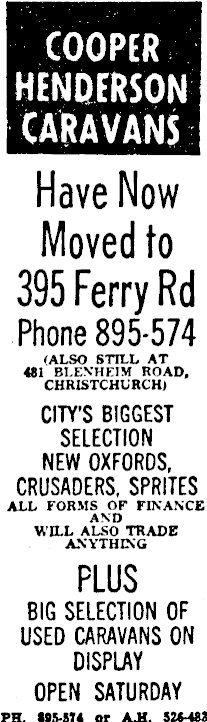 COOPER
HENDERSON
CARAVANS
Have Now
Moved to
395 Ferry Rd
Phone 895-574
(ALSO STILL AT
481 BLENHEIM ROAD,
CHRISTCHURCH)
CITY'S BIGGEST
SELECTION
NEW OXFORDS,
CRUSADERS, SPRITES
ALL FORMS OF FINANCE
AND
WILL ALSO TRADE
ANYTHING
PLUS
BIG SELECTION OF
USED CARAVANS ON
DISPLAY
OPEN SATURDAY
PH. 895-574 or A.H. 526-483